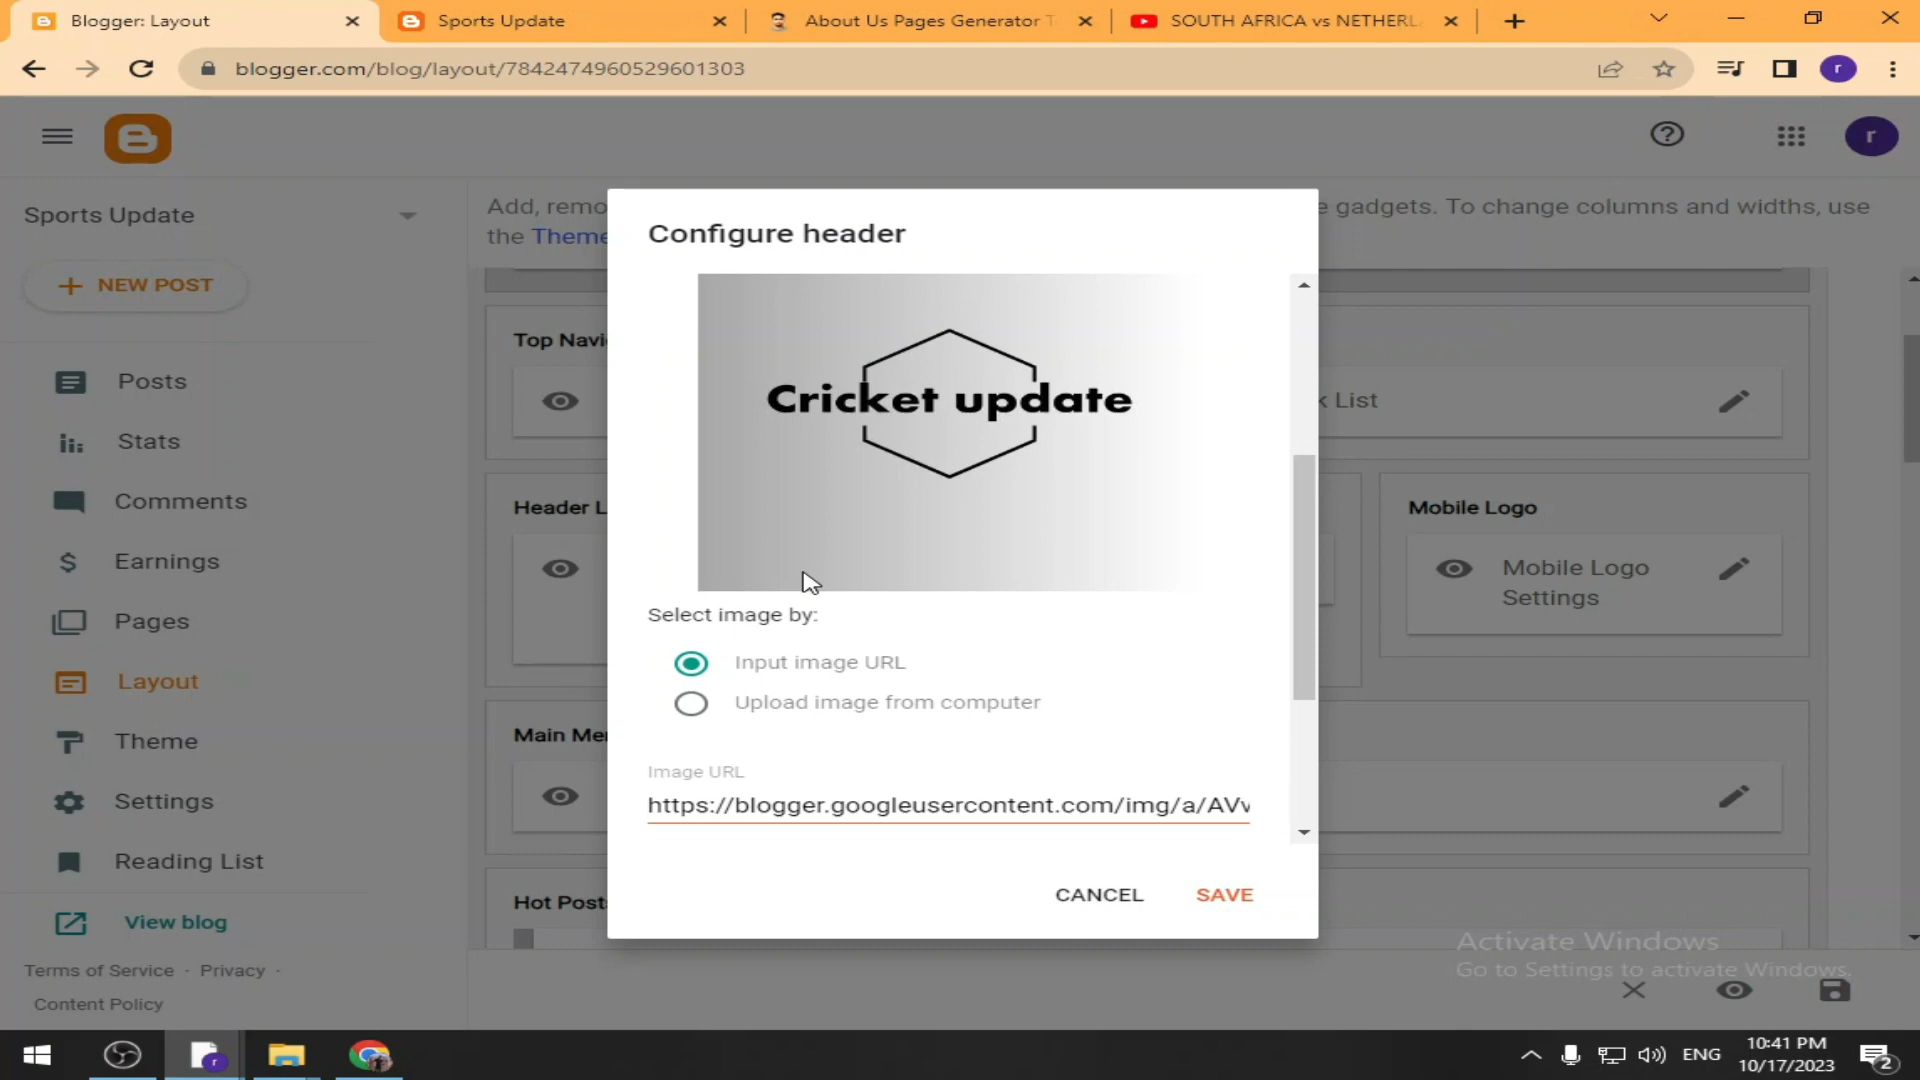 Blogger: Layout
Sports Update
About Us Pages Generator T
SOUTH AFRICA vs NETHERL
blogger.com/blog/layout/7842474960529601303
r
r
Sports Update
NEW POST
Posts
Stats
Comments
Earnings
Pages
Layout
Theme
Settings
Reading List
View blog
Terms of Service · Privacy ·
Content Policy
Add, remo
e gadgets. To change columns and widths, use
the Theme
Top Navi
k List
Header L
Mobile Logo
Mobile Logo
Settings
Main Me
Hot Post
Configure header
Cricket update
Select image by:
Input image URL
Upload image from computer
Image URL
https://blogger.googleusercontent.com/img/a/AVv
CANCEL
SAVE
Activate Windows
Go to Settings to activate Windows.
r
ENG
10:41 PM
10/17/2023
2